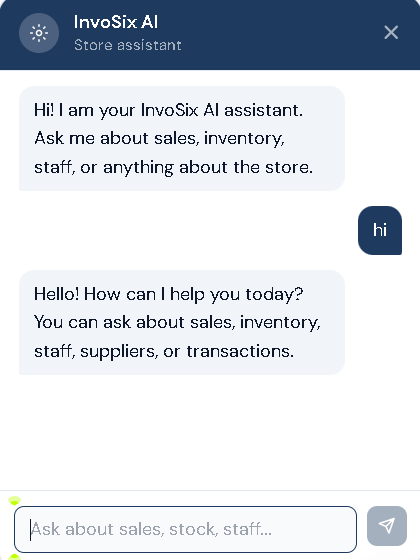 InvoSix AI
Store assistant
Hi! I am your InvoSix AI assistant.
Ask me about sales, inventory,
staff, or anything about the store.
hi
Hello! How can I help you today?
You can ask about sales, inventory,
staff, suppliers, or transactions.
Ask about sales, stock, staff...